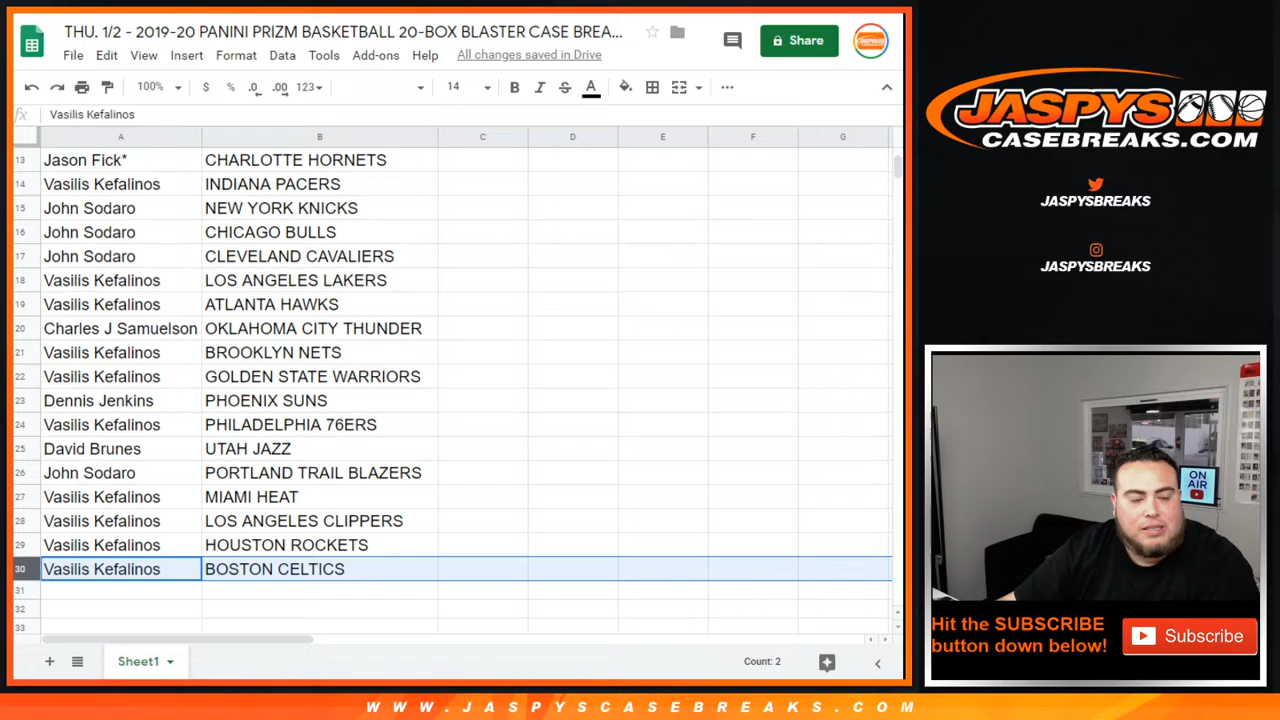 THU. 1/2 - 2019-20 PANINI PRIZM BASKETBALL 20-BOX BLASTER CASE BREA...
Share
File Edit View Insert Format Data Tools Add-ons Help All changes saved in Drive
100% $ % .0 .00 123 14 B I S A
fx Vasilis Kefalinos
A B C D E F G
13 Jason Fick* CHARLOTTE HORNETS
14 Vasilis Kefalinos INDIANA PACERS
15 John Sodaro NEW YORK KNICKS
16 John Sodaro CHICAGO BULLS
17 John Sodaro CLEVELAND CAVALIERS
18 Vasilis Kefalinos LOS ANGELES LAKERS
19 Vasilis Kefalinos ATLANTA HAWKS
20 Charles J Samuelson OKLAHOMA CITY THUNDER
21 Vasilis Kefalinos BROOKLYN NETS
22 Vasilis Kefalinos GOLDEN STATE WARRIORS
23 Dennis Jenkins PHOENIX SUNS
24 Vasilis Kefalinos PHILADELPHIA 76ERS
25 David Brunes UTAH JAZZ
26 John Sodaro PORTLAND TRAIL BLAZERS
27 Vasilis Kefalinos MIAMI HEAT
28 Vasilis Kefalinos LOS ANGELES CLIPPERS
29 Vasilis Kefalinos HOUSTON ROCKETS
30 Vasilis Kefalinos BOSTON CELTICS
31
32
33
Sheet1
Count: 2
JASPYS
CASEBREAKS.COM
JASPYSBREAKS
JASPYSBREAKS
ON
AIR
Hit the SUBSCRIBE
button down below!
Subscribe
WWW.JASPYSCASEBREAKS.COM